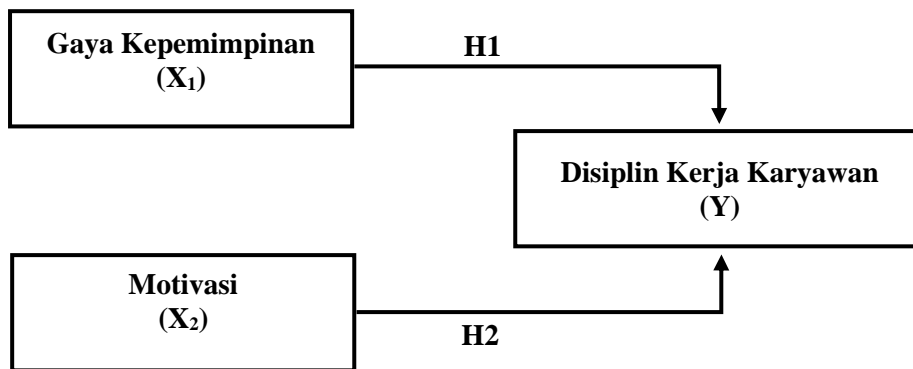 Gaya Kepemimpinan
(X₁)
H1
Disiplin Kerja Karyawan
(Y)
Motivasi
(X₂)
H2